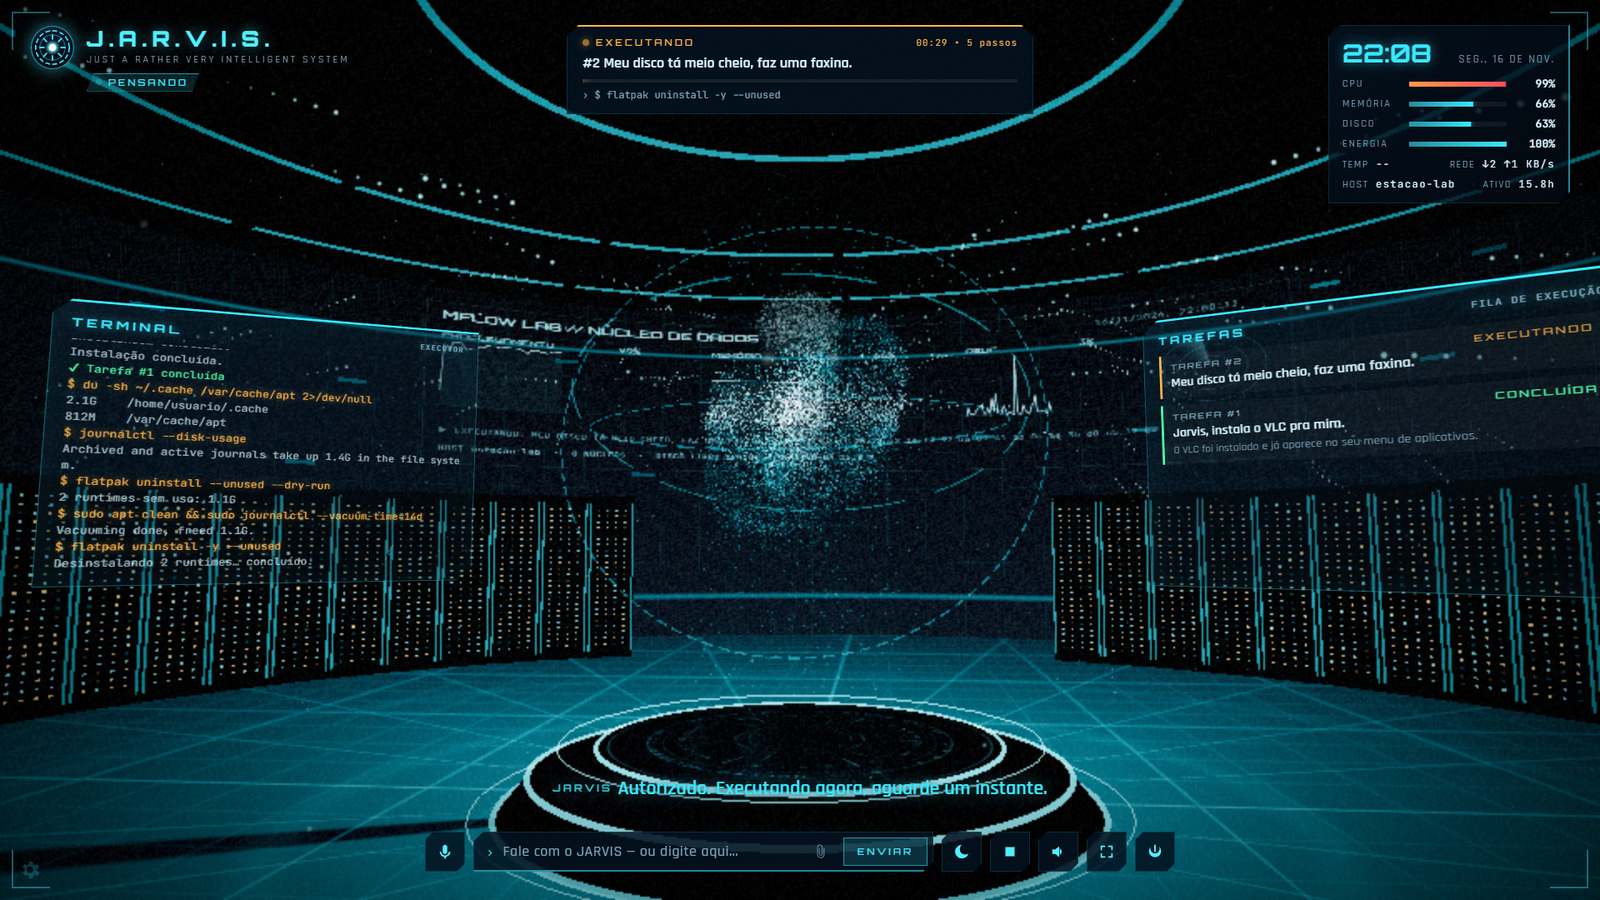 J.A.R.V.I.S.
JUST A RATHER VERY INTELLIGENT SYSTEM
PENSANDO
EXECUTANDO
00:29 • 5 passos
#2 Meu disco tá meio cheio, faz uma faxina.
› $ flatpak uninstall -y --unused
22:08
SEG., 16 DE NOV.
CPU 99%
MEMÓRIA 66%
DISCO 63%
ENERGIA 100%
TEMP -- REDE ↓2 ↑1 KB/s
HOST estacao-lab ATIVO 15.8h
TERMINAL
EXECUTOR
Instalação concluída.
✓ Tarefa #1 concluída
$ du -sh ~/.cache /var/cache/apt 2>/dev/null
2.1G /home/usuario/.cache
812M /var/cache/apt
$ journalctl --disk-usage
Archived and active journals take up 1.4G in the file syste
m.
$ flatpak uninstall --unused --dry-run
2 runtimes sem uso: 1.1G
$ sudo apt clean && sudo journalctl --vacuum-time=14d
Vacuuming done, freed 1.1G.
$ flatpak uninstall -y --unused
Desinstalando 2 runtimes… concluído.
MALOW LAB // NÚCLEO DE DADOS
TAREFAS
FILA DE EXECUÇÃO
TAREFA #2
EXECUTANDO
Meu disco tá meio cheio, faz uma faxina.
TAREFA #1
CONCLUÍDA
Jarvis, instala o VLC pra mim.
O VLC foi instalado e já aparece no seu menu de aplicativos.
JARVIS Autorizado. Executando agora, aguarde um instante.
› Fale com o JARVIS — ou digite aqui...
ENVIAR